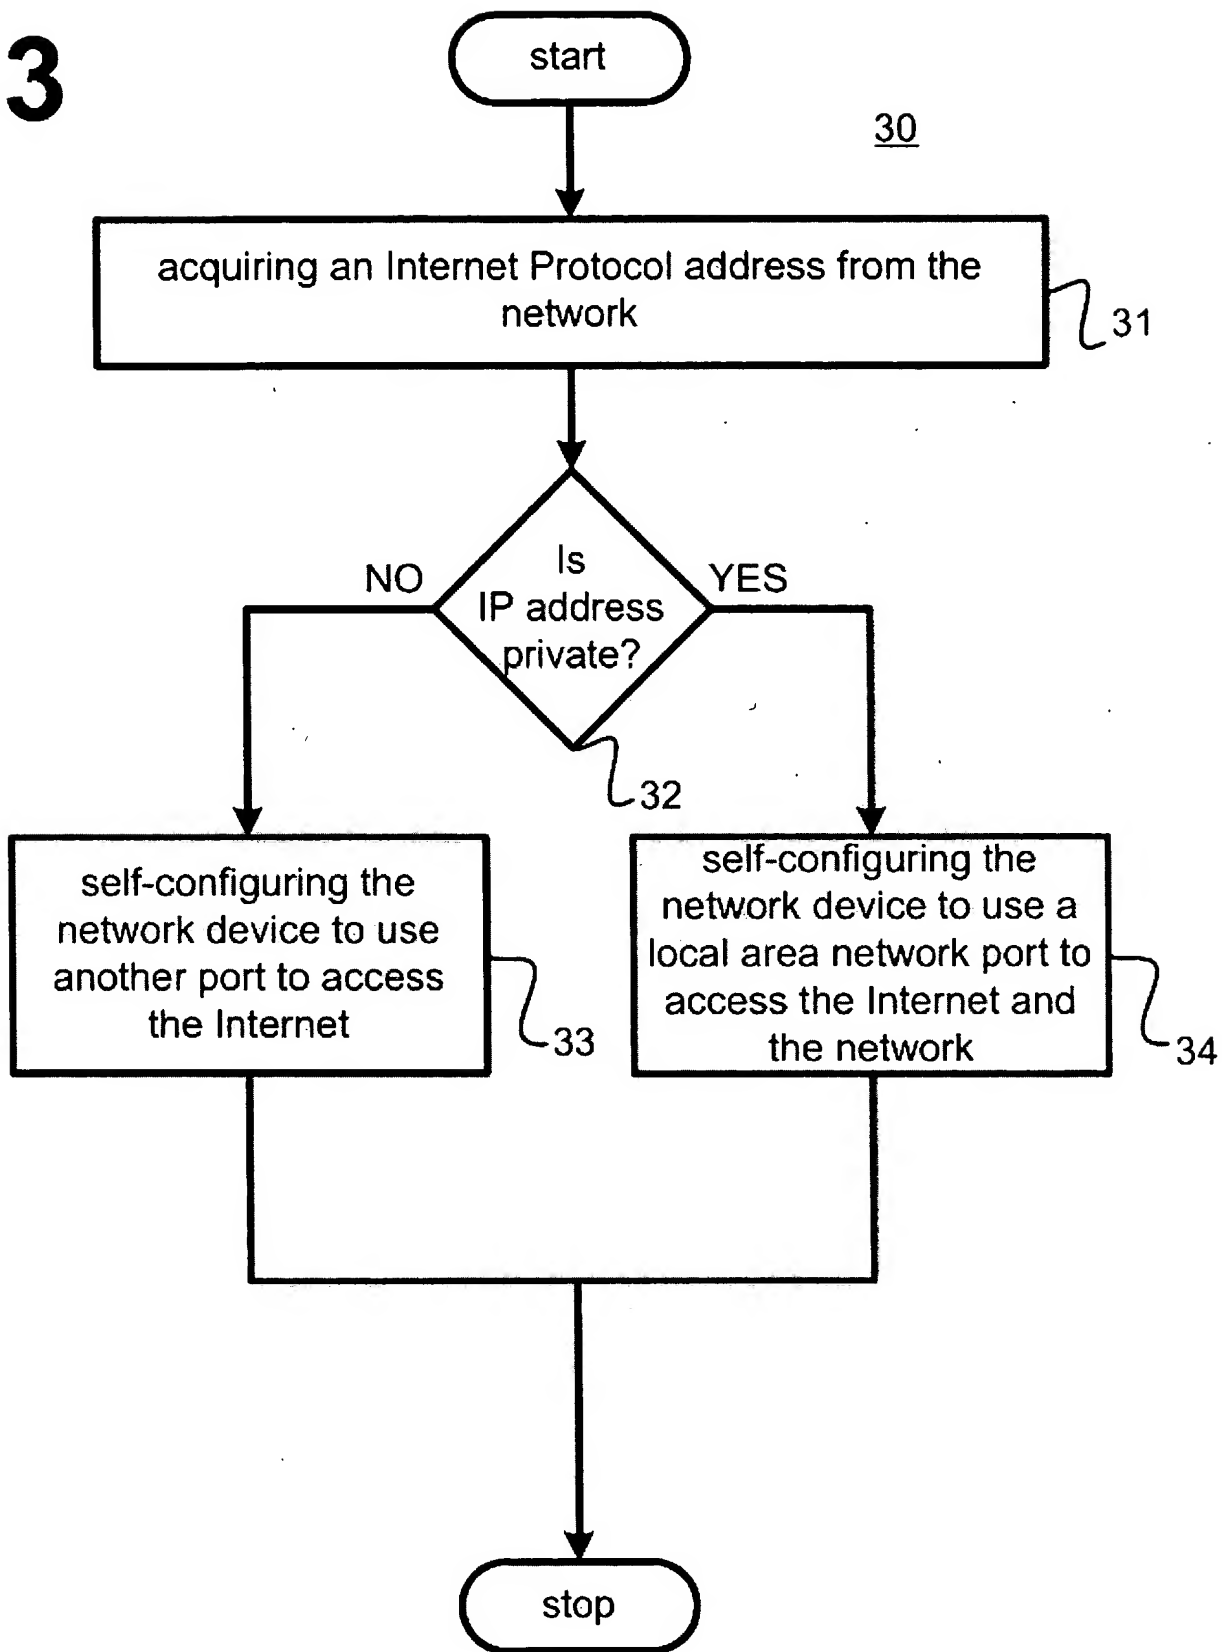 3
start
30
acquiring an Internet Protocol address from the
network
31
Is
IP address
private?
NO
YES
32
self-configuring the
network device to use
another port to access
the Internet
33
self-configuring the
network device to use a
local area network port to
access the Internet and
the network
34
stop